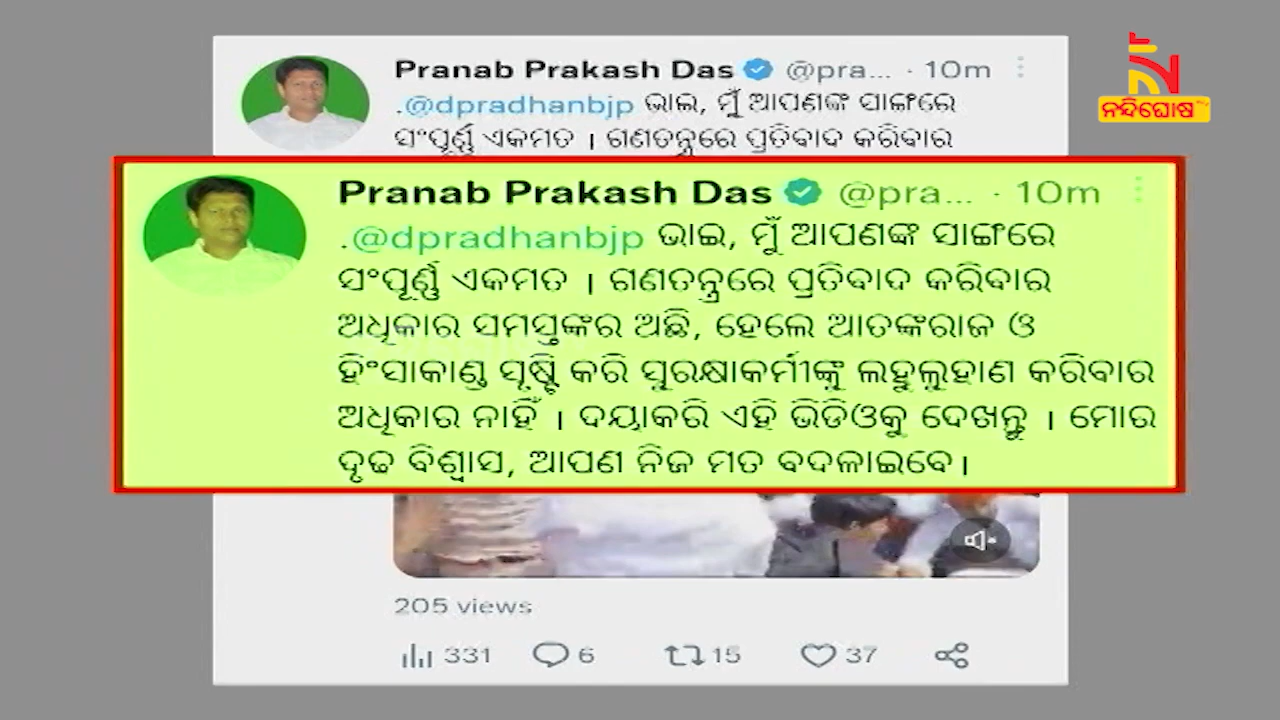 Pranab Prakash Das @pra... · 10m
.@dpradhanbjp ଭାଇ, ମୁଁ ଆପଣଙ୍କ ସାଙ୍ଗରେ
ସଂପୂର୍ଣ୍ଣ ଏକମତ । ଗଣତନ୍ତ୍ରରେ ପ୍ରତିବାଦ କରିବାର
ନନ୍ଦିଘୋଷ
Pranab Prakash Das @pra... · 10m
.@dpradhanbjp ଭାଇ, ମୁଁ ଆପଣଙ୍କ ସାଙ୍ଗରେ
ସଂପୂର୍ଣ୍ଣ ଏକମତ । ଗଣତନ୍ତ୍ରରେ ପ୍ରତିବାଦ କରିବାର
ଅଧିକାର ସମସ୍ତଙ୍କର ଅଛି, ହେଲେ ଆତଙ୍କରାଜ ଓ
ହିଂସାକାଣ୍ଡ ସୃଷ୍ଟି କରି ସୁରକ୍ଷାକର୍ମୀଙ୍କୁ ଲହୁଲୁହାଣ କରିବାର
ଅଧିକାର ନାହିଁ । ଦୟାକରି ଏହି ଭିଡିଓକୁ ଦେଖନ୍ତୁ । ମୋର
ଦୃଢ ବିଶ୍ୱାସ, ଆପଣ ନିଜ ମତ ବଦଳାଇବେ।
205 views
331 6 15 37